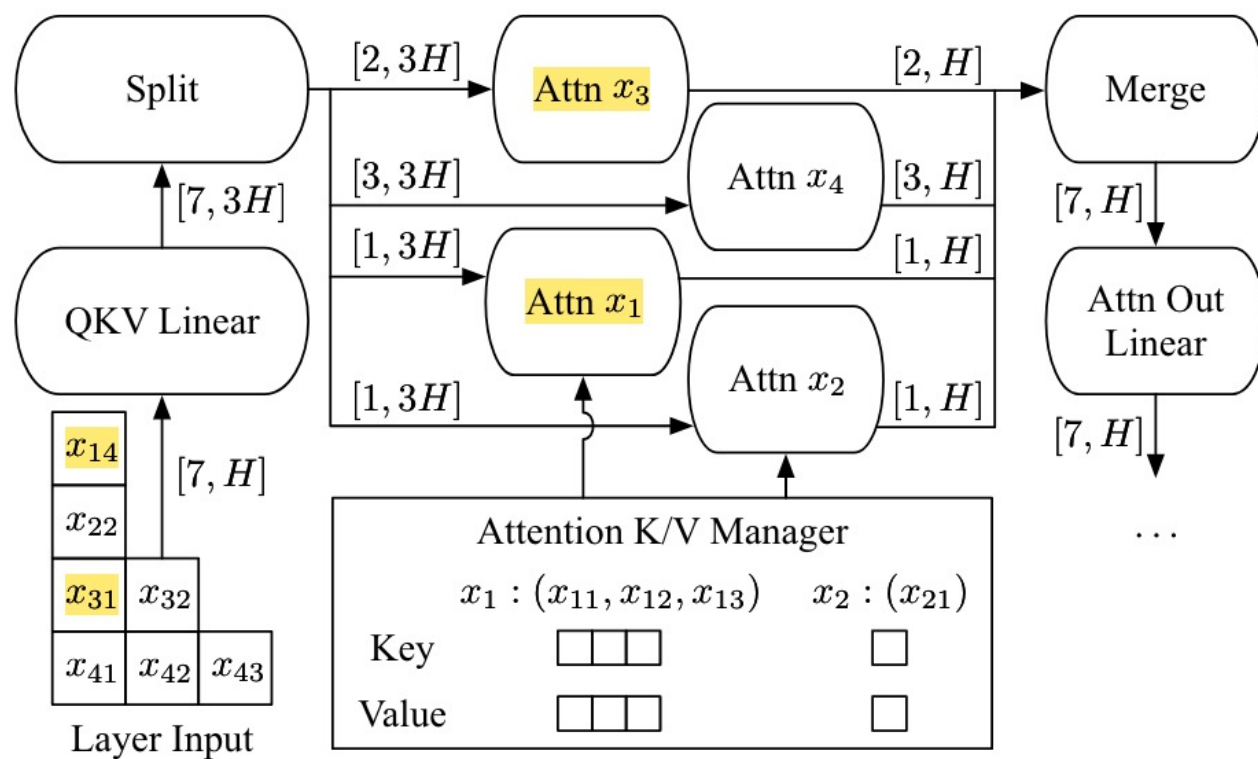 Split
[2, 3H]
Attn x₃
[2, H]
Merge
[3, 3H]
Attn x₄
[3, H]
[7, 3H]
[7, H]
[1, 3H]
Attn x₁
[1, H]
QKV Linear
Attn Out
Linear
[1, 3H]
Attn x₂
[1, H]
[7, H]
x₁₄
[7, H]
x₂₂
x₃₁ x₃₂
x₄₁ x₄₂ x₄₃
Layer Input
Attention K/V Manager
x₁ : (x₁₁, x₁₂, x₁₃) x₂ : (x₂₁)
Key
Value
...